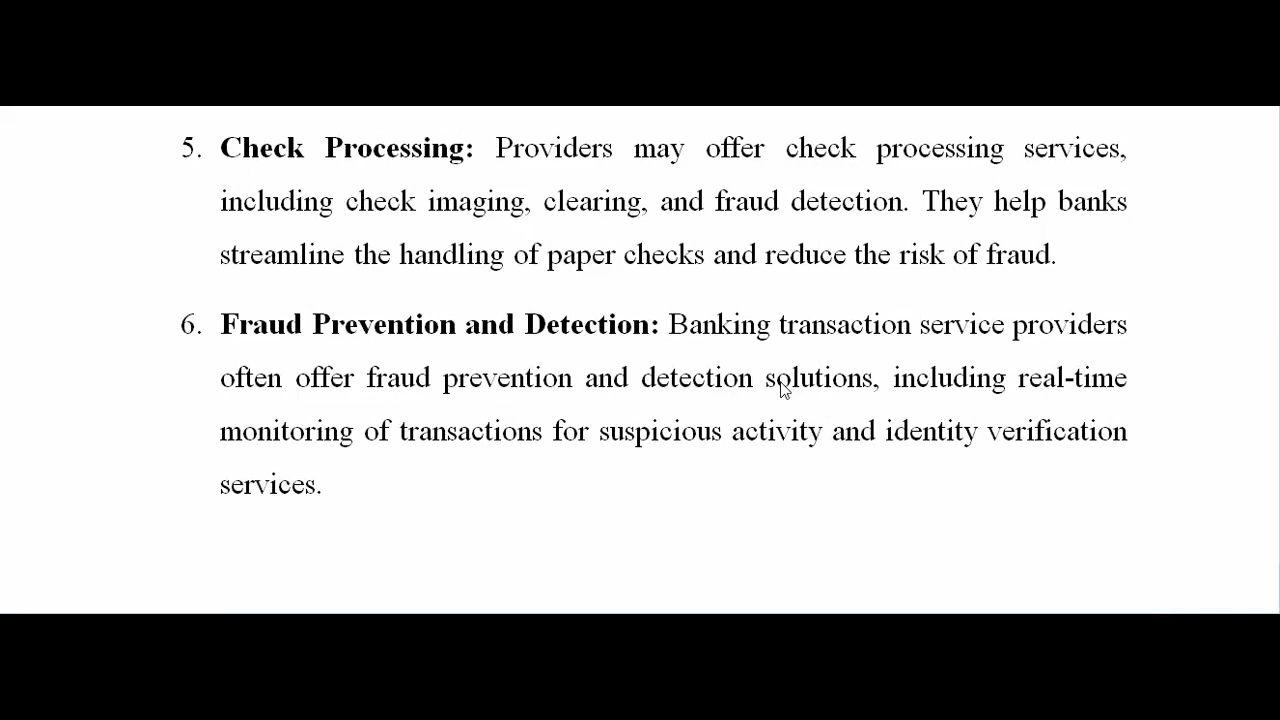 5. Check Processing: Providers may offer check processing services,
including check imaging, clearing, and fraud detection. They help banks
streamline the handling of paper checks and reduce the risk of fraud.
6. Fraud Prevention and Detection: Banking transaction service providers
often offer fraud prevention and detection solutions, including real-time
monitoring of transactions for suspicious activity and identity verification
services.